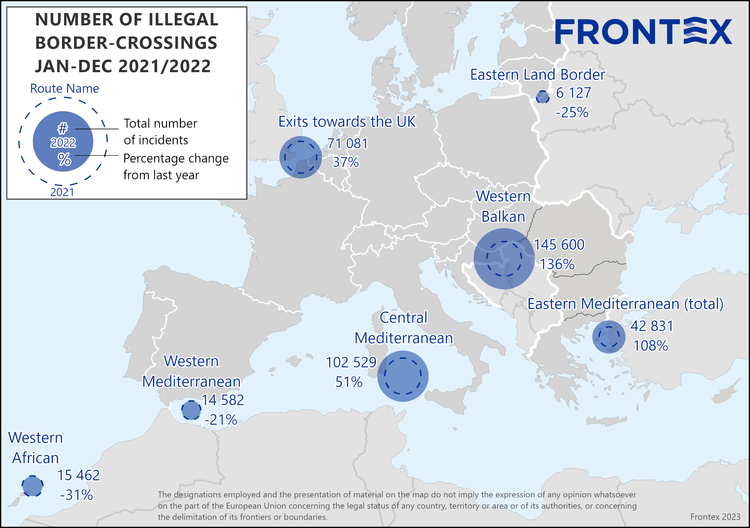 NUMBER OF ILLEGAL
BORDER-CROSSINGS
JAN-DEC 2021/2022
Route Name
#
2022
%
2021
Total number
of incidents
Percentage change
from last year
FRONTEX
Eastern Land Border
6 127
-25%
Exits towards the UK
71 081
37%
Western
Balkan
145 600
136%
Eastern Mediterranean (total)
42 831
108%
Central
Mediterranean
102 529
51%
Western
Mediterranean
14 582
-21%
Western
African
15 462
-31%
The designations employed and the presentation of material on the map do not imply the expression of any opinion whatsoever
on the part of the European Union concerning the legal status of any country, territory or area or of its authorities, or concerning
the delimitation of its frontiers or boundaries.
Frontex 2023